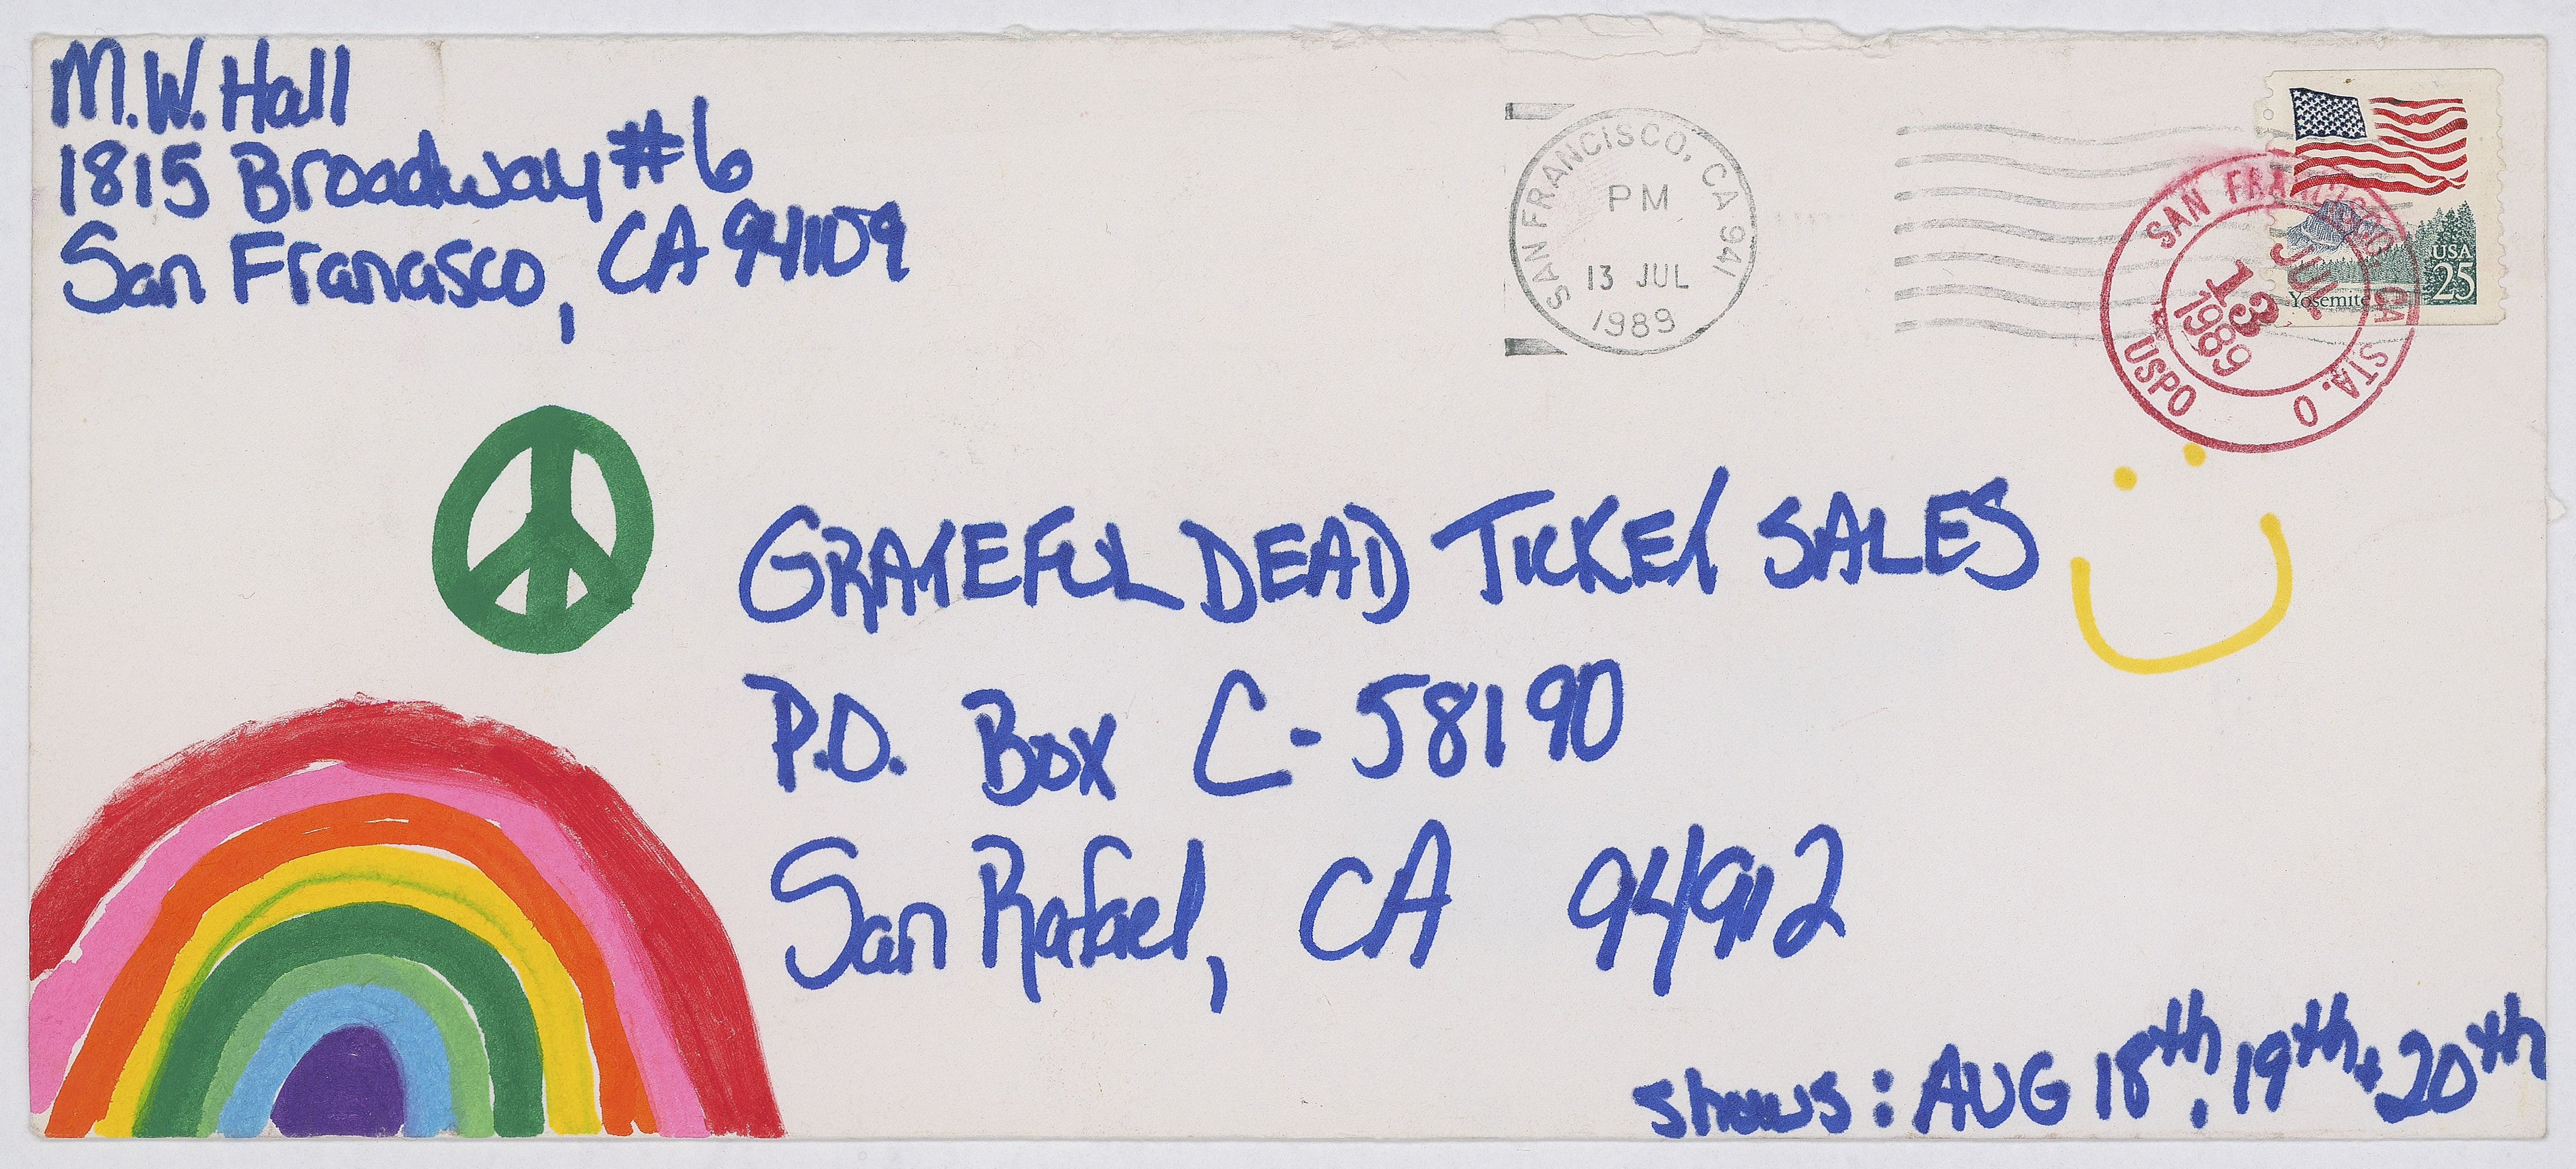 M.W. Hall
1815 Broadway #6
San Francisco, CA 94109
SAN FRANCISCO, CA 941
PM
13 JUL
1989
SAN FRANCISCO, CA STA. O
JUL
13
1989
USPO
USA
25
Yosemite
GRATEFUL DEAD TICKET SALES
P.O. Box C-58190
San Rafael, CA 94912
shows: AUG 18th, 19th + 20th